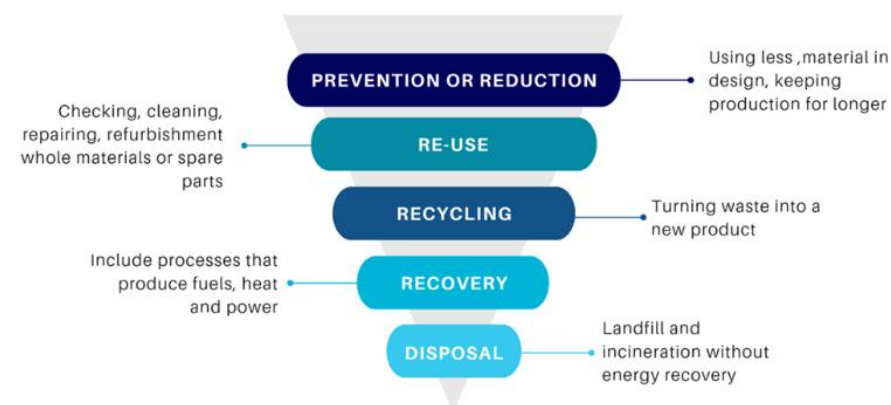 PREVENTION OR REDUCTION
Using less ,material in
design, keeping
production for longer
Checking, cleaning,
repairing, refurbishment
whole materials or spare
parts
RE-USE
RECYCLING
Turning waste into a
new product
Include processes that
produce fuels, heat
and power
RECOVERY
DISPOSAL
Landfill and
incineration without
energy recovery